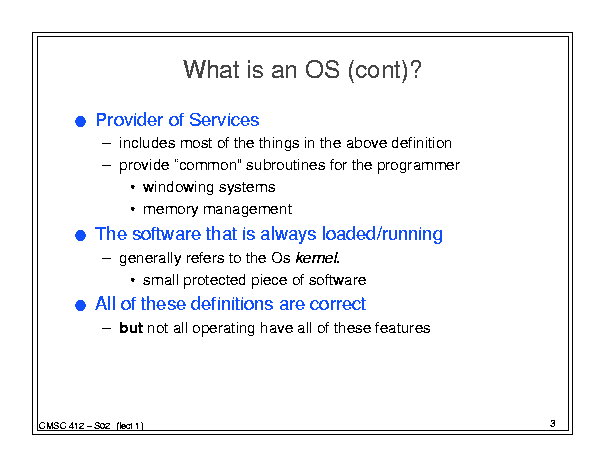 What is an OS (cont)?
● Provider of Services
– includes most of the things in the above definition
– provide “common” subroutines for the programmer
• windowing systems
• memory management
● The software that is always loaded/running
– generally refers to the Os kernel.
• small protected piece of software
● All of these definitions are correct
– but not all operating have all of these features
CMSC 412 – S02 (lect 1)
3